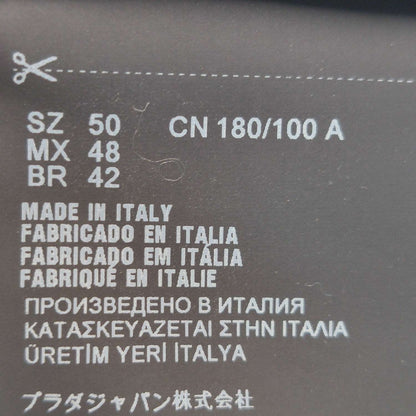 SZ 50 CN 180/100 A
MX 48
BR 42
MADE IN ITALY
FABRICADO EN ITALIA
FABRICADO EM ITÁLIA
FABRIQUÉ EN ITALIE
ПРОИЗВЕДЕНО В ИТАЛИЯ
ΚΑΤΑΣΚΕΥΑΖΕΤΑΙ ΣΤΗΝ ΙΤΑΛΙΑ
ÜRETİM YERİ İTALYA
プラダジャパン株式会社